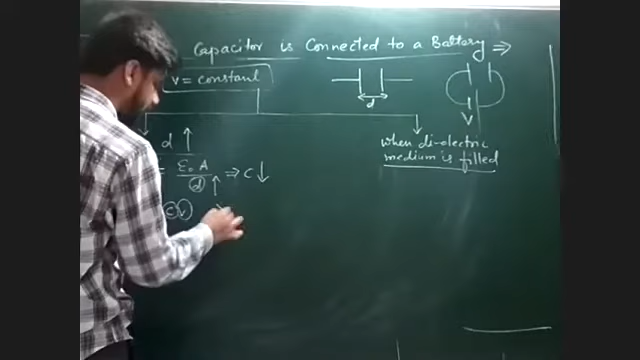 Capacitor is Connected to a Battery ⇒
V = constant
d
V
d ↑
when di-electric
medium is filled
= ε₀ A / d ↑ ⇒ C ↓
C V